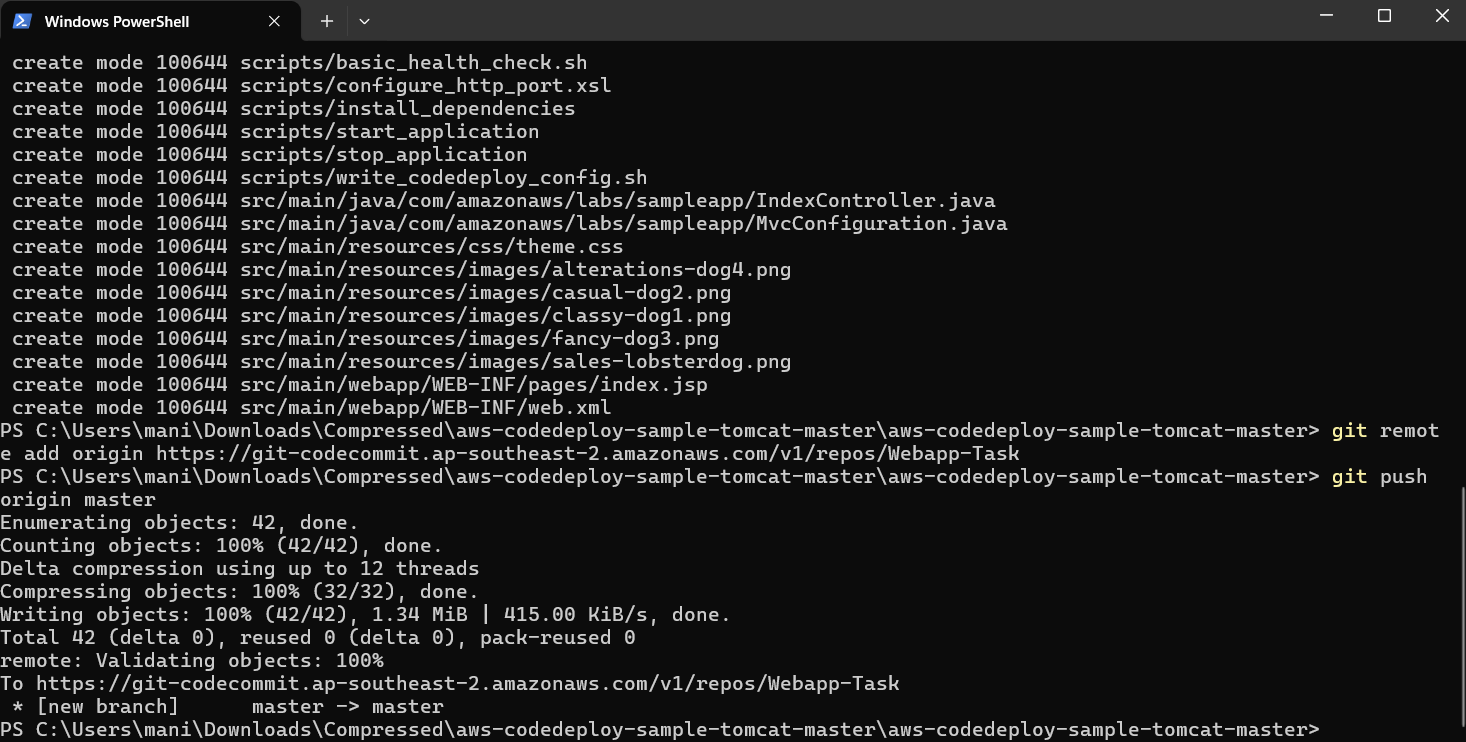 Windows PowerShell
create mode 100644 scripts/basic_health_check.sh
create mode 100644 scripts/configure_http_port.xsl
create mode 100644 scripts/install_dependencies
create mode 100644 scripts/start_application
create mode 100644 scripts/stop_application
create mode 100644 scripts/write_codedeploy_config.sh
create mode 100644 src/main/java/com/amazonaws/labs/sampleapp/IndexController.java
create mode 100644 src/main/java/com/amazonaws/labs/sampleapp/MvcConfiguration.java
create mode 100644 src/main/resources/css/theme.css
create mode 100644 src/main/resources/images/alterations-dog4.png
create mode 100644 src/main/resources/images/casual-dog2.png
create mode 100644 src/main/resources/images/classy-dog1.png
create mode 100644 src/main/resources/images/fancy-dog3.png
create mode 100644 src/main/resources/images/sales-lobsterdog.png
create mode 100644 src/main/webapp/WEB-INF/pages/index.jsp
create mode 100644 src/main/webapp/WEB-INF/web.xml
PS C:\Users\mani\Downloads\Compressed\aws-codedeploy-sample-tomcat-master\aws-codedeploy-sample-tomcat-master> git remot
e add origin https://git-codecommit.ap-southeast-2.amazonaws.com/v1/repos/Webapp-Task
PS C:\Users\mani\Downloads\Compressed\aws-codedeploy-sample-tomcat-master\aws-codedeploy-sample-tomcat-master> git push
origin master
Enumerating objects: 42, done.
Counting objects: 100% (42/42), done.
Delta compression using up to 12 threads
Compressing objects: 100% (32/32), done.
Writing objects: 100% (42/42), 1.34 MiB | 415.00 KiB/s, done.
Total 42 (delta 0), reused 0 (delta 0), pack-reused 0
remote: Validating objects: 100%
To https://git-codecommit.ap-southeast-2.amazonaws.com/v1/repos/Webapp-Task
 * [new branch]      master -> master
PS C:\Users\mani\Downloads\Compressed\aws-codedeploy-sample-tomcat-master\aws-codedeploy-sample-tomcat-master>